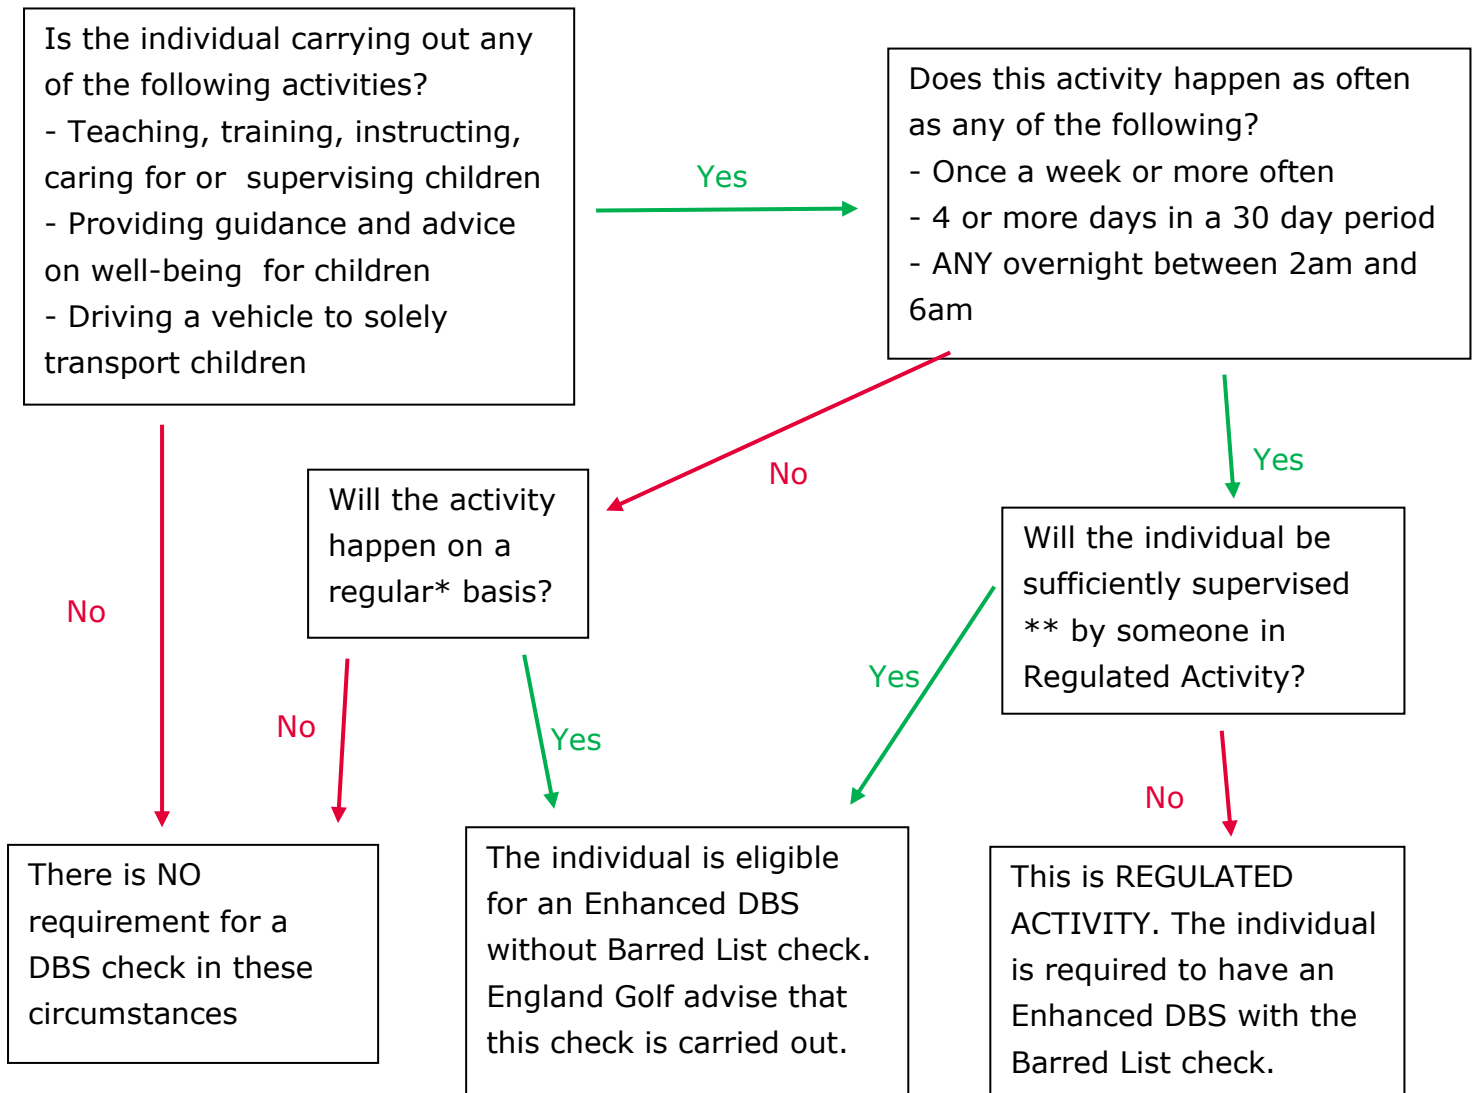 Is the individual carrying out any
of the following activities?
- Teaching, training, instructing,
caring for or  supervising children
- Providing guidance and advice
on well-being  for children
- Driving a vehicle to solely
transport children
Yes
Does this activity happen as often
as any of the following?
- Once a week or more often
- 4 or more days in a 30 day period
- ANY overnight between 2am and
6am
No
No
Yes
Will the activity
happen on a
regular* basis?
Will the individual be
sufficiently supervised
** by someone in
Regulated Activity?
No
Yes
Yes
No
There is NO
requirement for a
DBS check in these
circumstances
The individual is eligible
for an Enhanced DBS
without Barred List check.
England Golf advise that
this check is carried out.
This is REGULATED
ACTIVITY. The individual
is required to have an
Enhanced DBS with the
Barred List check.